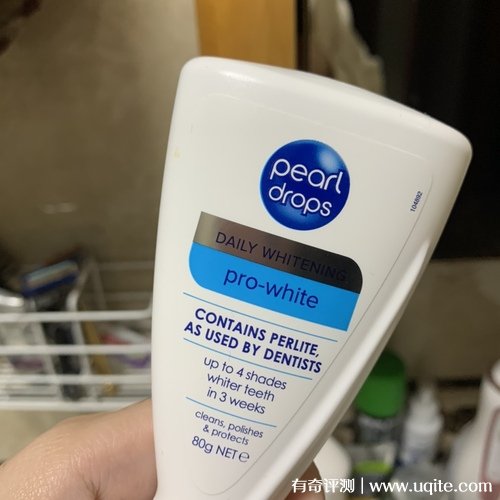 pearl
drops
DAILY WHITENING
pro-white
CONTAINS PERLITE,
AS USED BY DENTISTS
up to 4 shades
whiter teeth
in 3 weeks
cleans, polishes
& protects
80g NET ℮
104892
有奇评测 | www.uqite.com